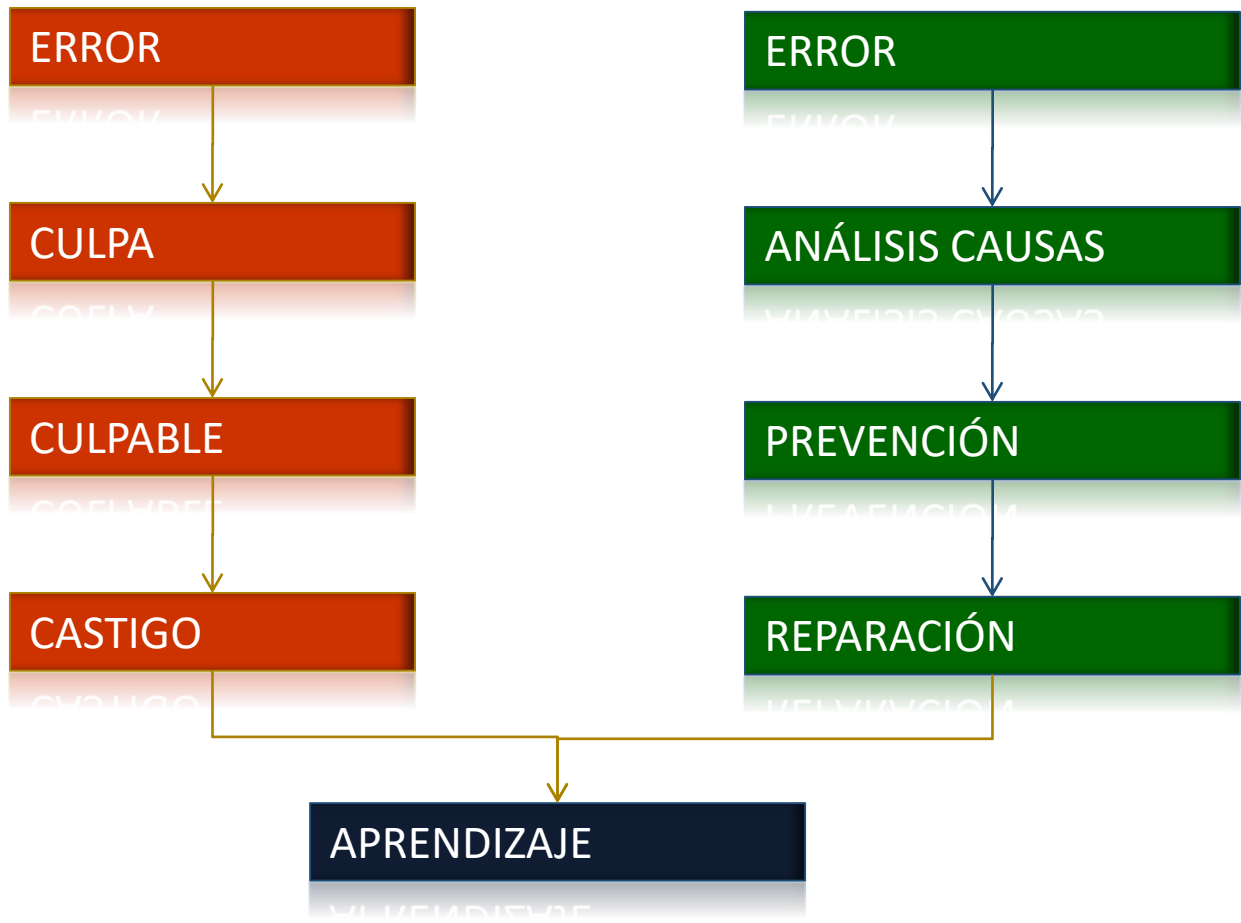 ERROR
CULPA
CULPABLE
CASTIGO
ERROR
ANÁLISIS CAUSAS
PREVENCIÓN
REPARACIÓN
APRENDIZAJE